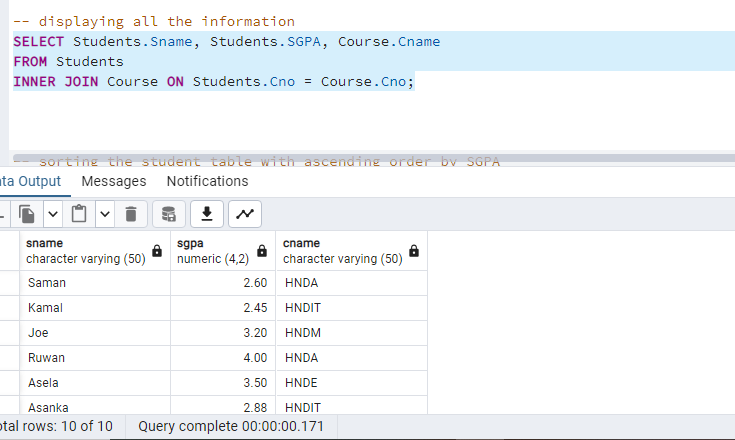 -- displaying all the information
SELECT Students.Sname, Students.SGPA, Course.Cname
FROM Students
INNER JOIN Course ON Students.Cno = Course.Cno;
-- sorting the student table with ascending order by SGPA
ata Output Messages Notifications
sname sgpa cname
character varying (50) numeric (4,2) character varying (50)
Saman 2.60 HNDA
Kamal 2.45 HNDIT
Joe 3.20 HNDM
Ruwan 4.00 HNDA
Asela 3.50 HNDE
Asanka 2.88 HNDIT
otal rows: 10 of 10 Query complete 00:00:00.171